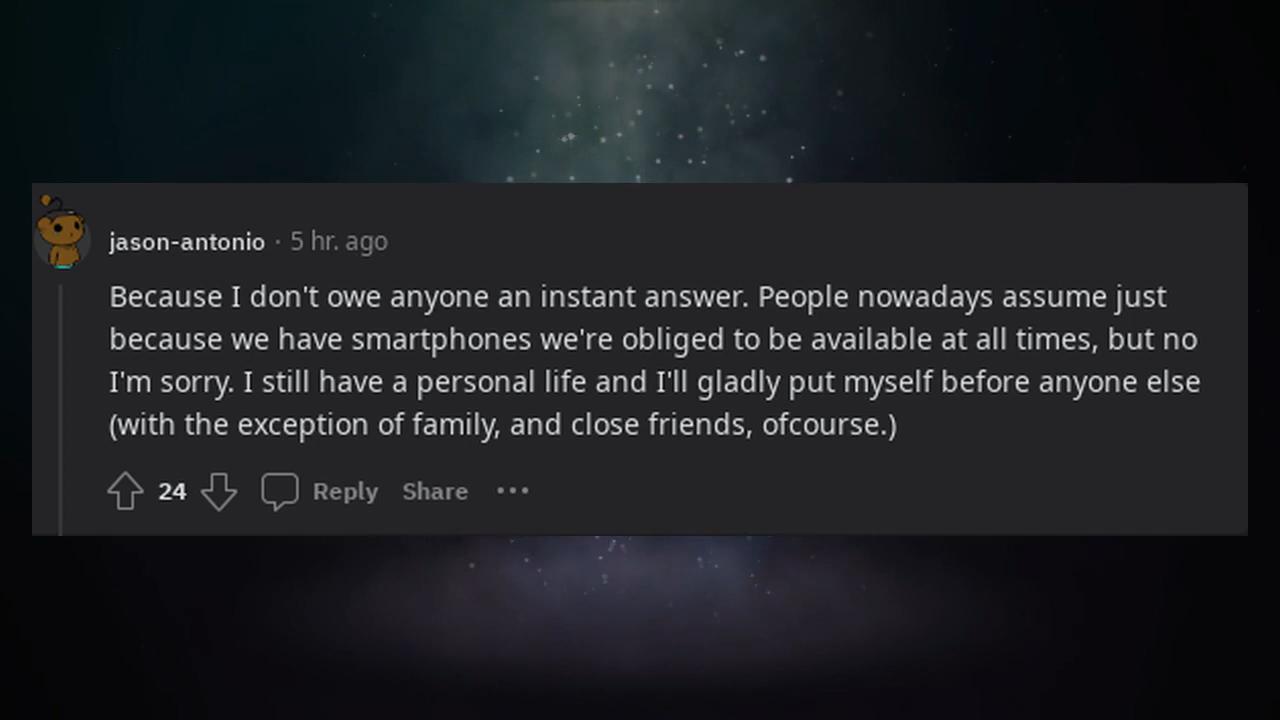 jason-antonio · 5 hr. ago
Because I don't owe anyone an instant answer. People nowadays assume just
because we have smartphones we're obliged to be available at all times, but no
I'm sorry. I still have a personal life and I'll gladly put myself before anyone else
(with the exception of family, and close friends, ofcourse.)
24 Reply Share ···